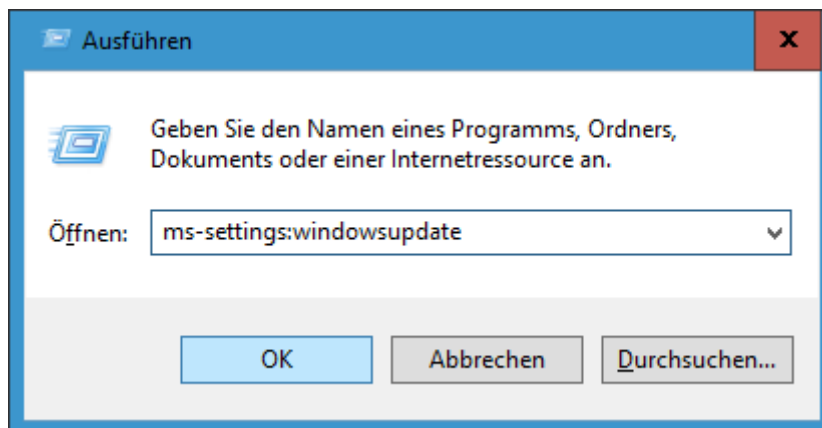 Ausführen
x
Geben Sie den Namen eines Programms, Ordners,
Dokuments oder einer Internetressource an.
Öffnen: ms-settings:windowsupdate
OK Abbrechen Durchsuchen...